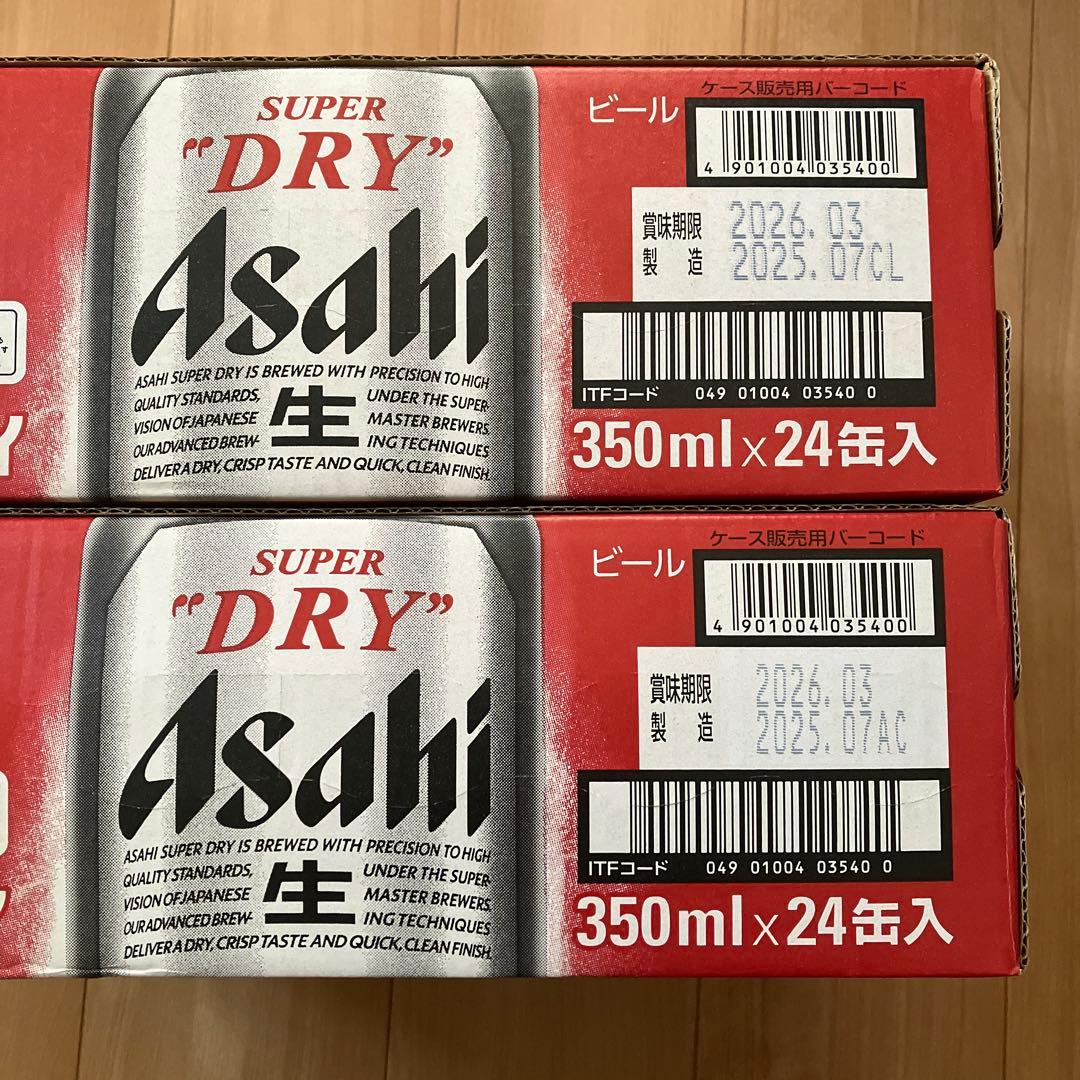 SUPER
"DRY"
Asahi
ASAHI SUPER DRY IS BREWED WITH PRECISION TO HIGH
QUALITY STANDARDS, UNDER THE SUPER-
VISION OF JAPANESE 生 MASTER BREWERS.
OUR ADVANCED BREW- ING TECHNIQUES
DELIVER A DRY, CRISP TASTE AND QUICK, CLEAN FINISH.
ビール
ケース販売用バーコード
4 901004 035400
賞味期限 2026.03
製造 2025.07CL
ITFコード 049 01004 03540 0
350ml×24缶入
SUPER
"DRY"
Asahi
ASAHI SUPER DRY IS BREWED WITH PRECISION TO HIGH
QUALITY STANDARDS, UNDER THE SUPER-
VISION OF JAPANESE 生 MASTER BREWERS.
OUR ADVANCED BREW- ING TECHNIQUES
DELIVER A DRY, CRISP TASTE AND QUICK, CLEAN FINISH.
ビール
ケース販売用バーコード
4 901004 035400
賞味期限 2026.03
製造 2025.07AC
ITFコード 049 01004 03540 0
350ml×24缶入